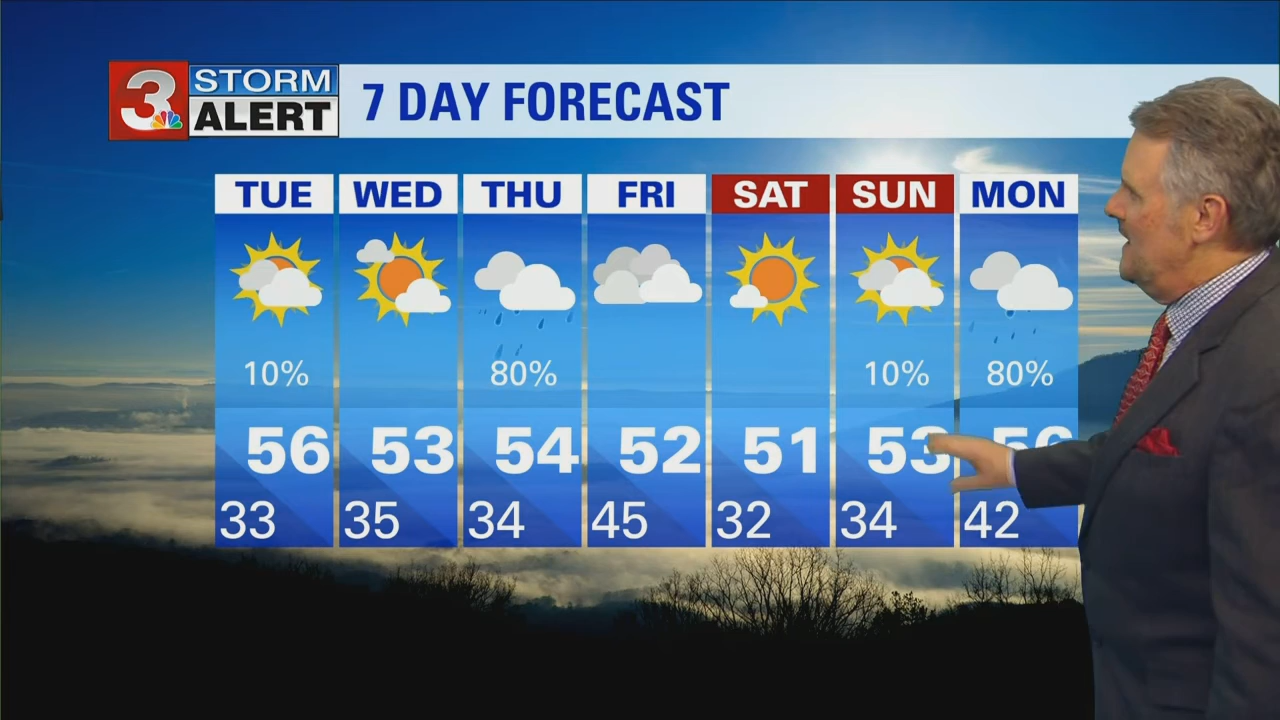 3 STORM ALERT
7 DAY FORECAST
TUE WED THU FRI SAT SUN MON
10% 80% 10% 80%
56 53 54 52 51 53
33 35 34 45 32 34 42